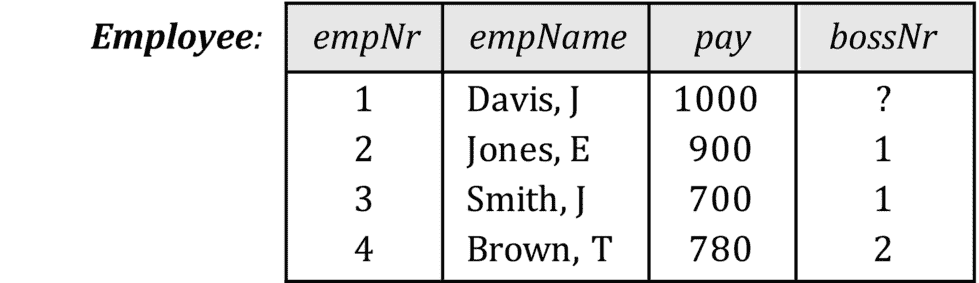 Employee: empNr empName pay bossNr
1 Davis, J 1000 ?
2 Jones, E 900 1
3 Smith, J 700 1
4 Brown, T 780 2